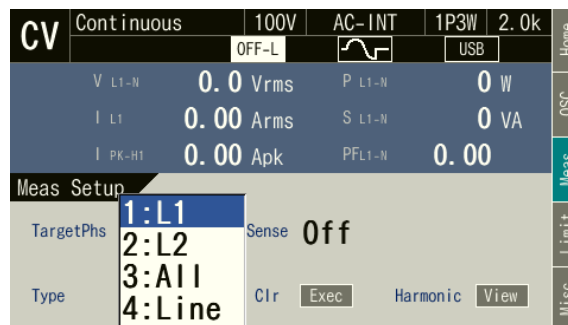 CV Continuous 100V AC-INT 1P3W 2.0k
OFF-L USB
V L1-N 0.0 Vrms P L1-N 0 W
I L1 0.00 Arms S L1-N 0 VA
I PK-H1 0.00 Apk PFL1-N 0.00
Meas Setup
TargetPhs 1:L1 Sense Off
2:L2
3:All
Type 4:Line Clr Exec Harmonic View
Home
OSC
Meas
Limit
Misc